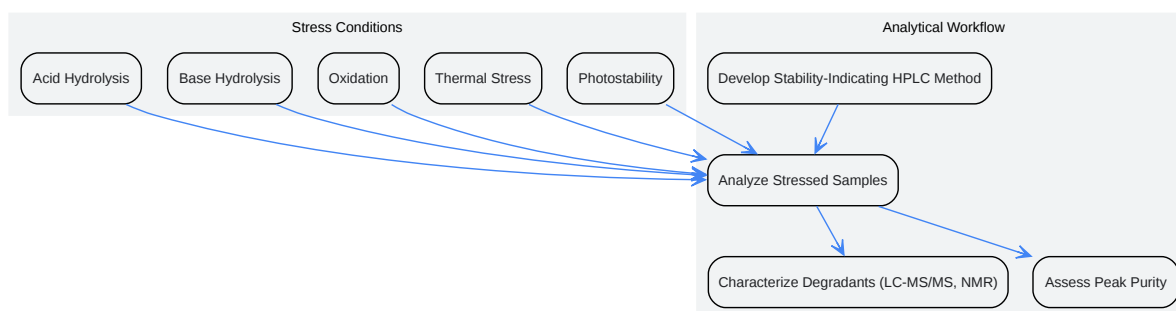 Stress Conditions
Analytical Workflow
Acid Hydrolysis
Base Hydrolysis
Oxidation
Thermal Stress
Photostability
Develop Stability-Indicating HPLC Method
Analyze Stressed Samples
Characterize Degradants (LC-MS/MS, NMR)
Assess Peak Purity